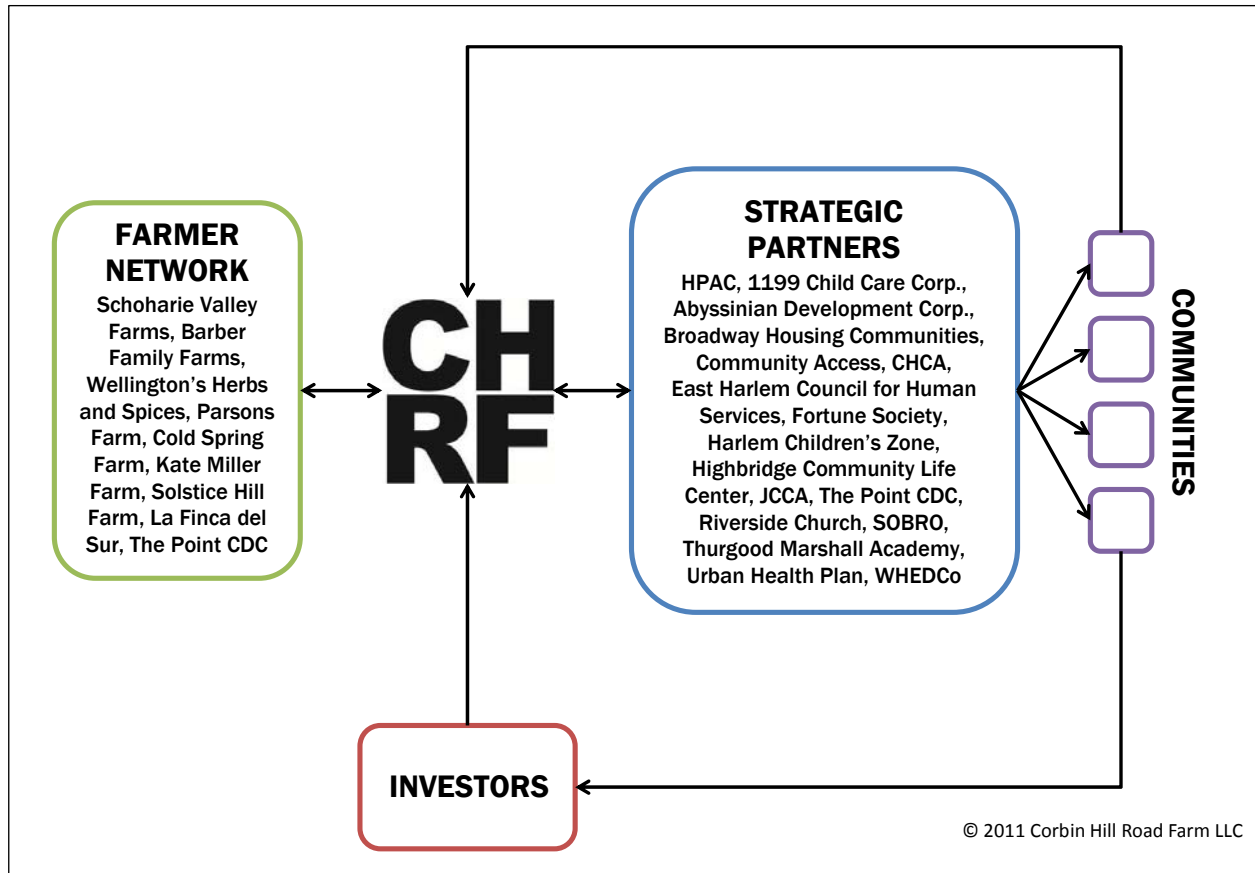 FARMER
NETWORK
Schoharie Valley
Farms, Barber
Family Farms,
Wellington's Herbs
and Spices, Parsons
Farm, Cold Spring
Farm, Kate Miller
Farm, Solstice Hill
Farm, La Finca del
Sur, The Point CDC
CH
RF
STRATEGIC
PARTNERS
HPAC, 1199 Child Care Corp.,
Abyssinian Development Corp.,
Broadway Housing Communities,
Community Access, CHCA,
East Harlem Council for Human
Services, Fortune Society,
Harlem Children's Zone,
Highbridge Community Life
Center, JCCA, The Point CDC,
Riverside Church, SOBRO,
Thurgood Marshall Academy,
Urban Health Plan, WHEDCo
COMMUNITIES
INVESTORS
© 2011 Corbin Hill Road Farm LLC